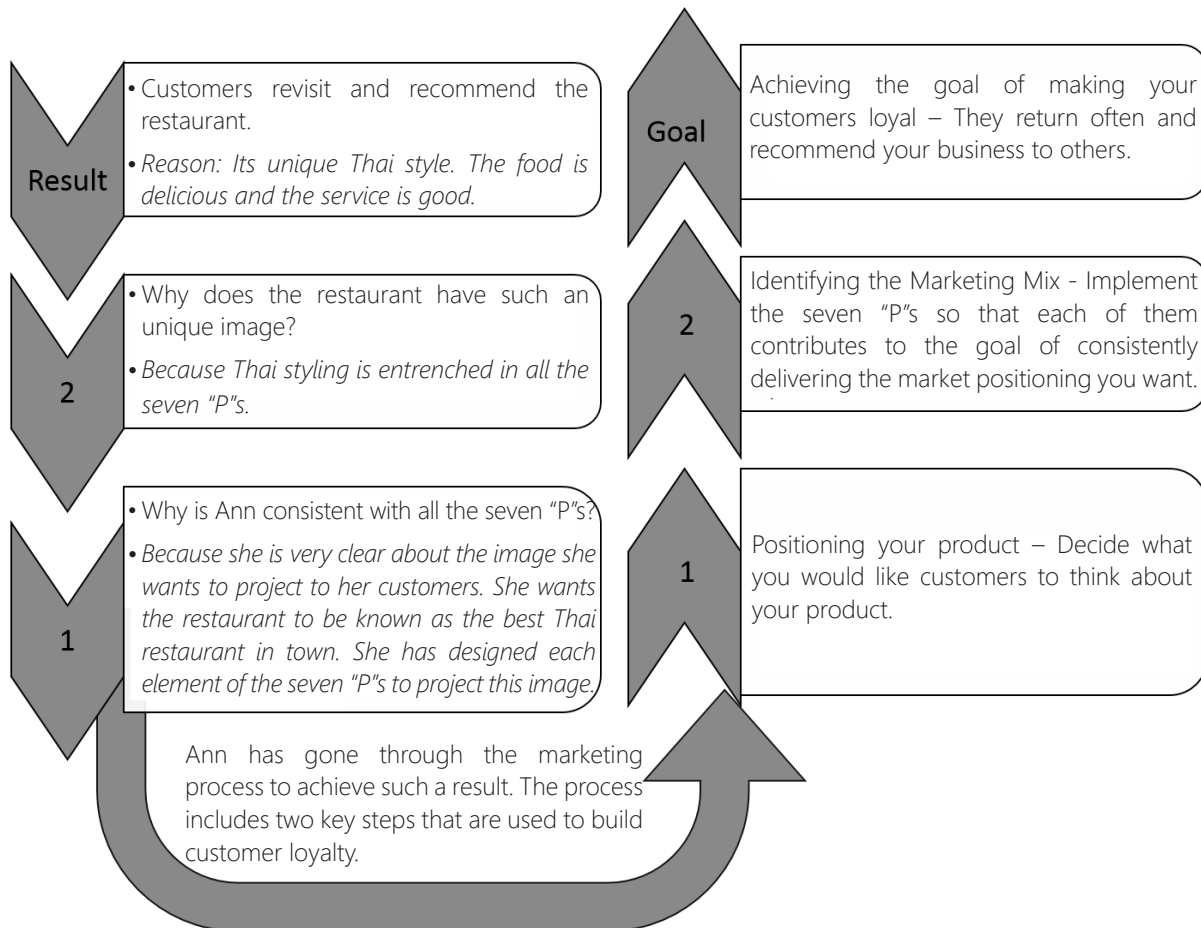 Result
• Customers revisit and recommend the
restaurant.
• Reason: Its unique Thai style. The food is
delicious and the service is good.
2
• Why does the restaurant have such an
unique image?
• Because Thai styling is entrenched in all the
seven "P"s.
1
• Why is Ann consistent with all the seven "P"s?
• Because she is very clear about the image she
wants to project to her customers. She wants
the restaurant to be known as the best Thai
restaurant in town. She has designed each
element of the seven "P"s to project this image.
Ann has gone through the marketing
process to achieve such a result. The process
includes two key steps that are used to build
customer loyalty.
Goal
Achieving the goal of making your
customers loyal – They return often and
recommend your business to others.
2
Identifying the Marketing Mix - Implement
the seven "P"s so that each of them
contributes to the goal of consistently
delivering the market positioning you want.
1
Positioning your product – Decide what
you would like customers to think about
your product.